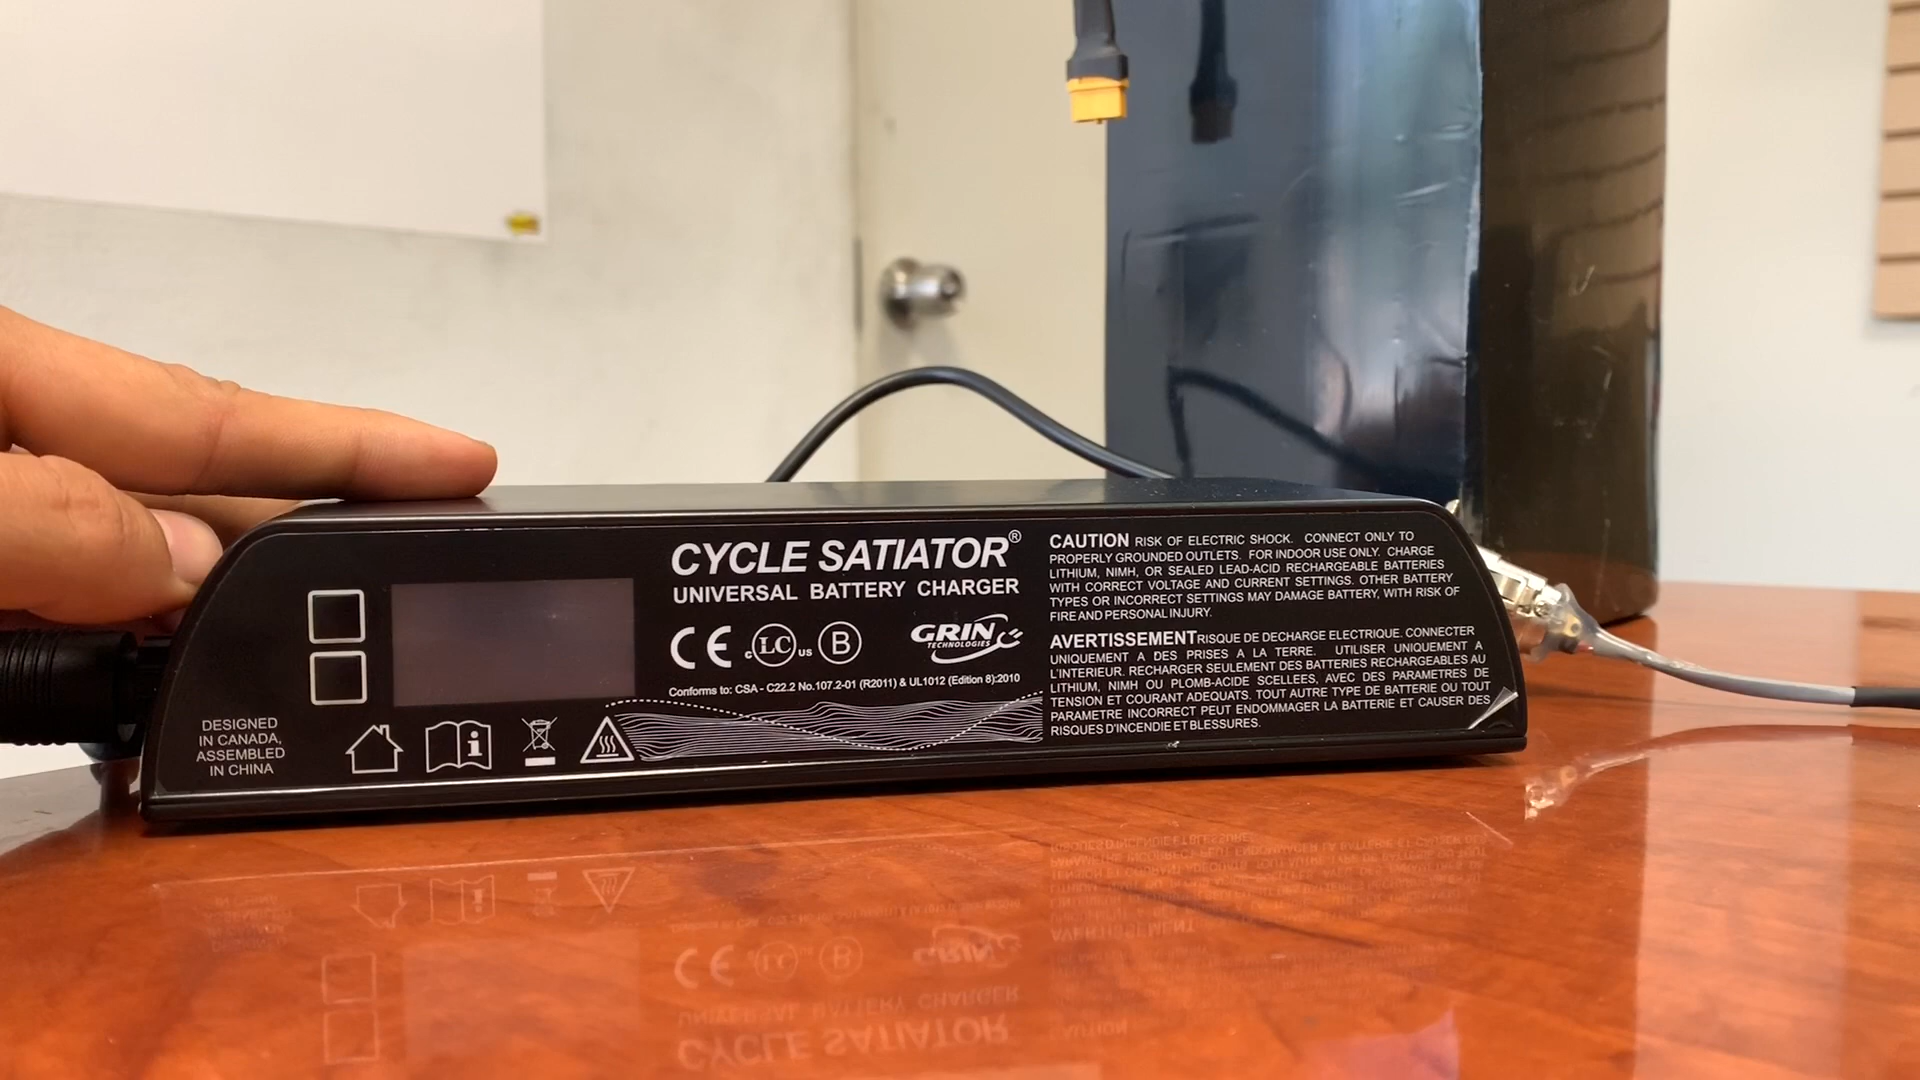 CYCLE SATIATOR®
UNIVERSAL BATTERY CHARGER
CE
c LC us
B
GRIN
TECHNOLOGIES
Conforms to: CSA - C22.2 No.107.2-01 (R2011) & UL1012 (Edition 8):2010
DESIGNED
IN CANADA,
ASSEMBLED
IN CHINA
CAUTION RISK OF ELECTRIC SHOCK. CONNECT ONLY TO
PROPERLY GROUNDED OUTLETS. FOR INDOOR USE ONLY. CHARGE
LITHIUM, NIMH, OR SEALED LEAD-ACID RECHARGEABLE BATTERIES
WITH CORRECT VOLTAGE AND CURRENT SETTINGS. OTHER BATTERY
TYPES OR INCORRECT SETTINGS MAY DAMAGE BATTERY, WITH RISK OF
FIRE AND PERSONAL INJURY.
AVERTISSEMENT RISQUE DE DECHARGE ELECTRIQUE. CONNECTER
UNIQUEMENT A DES PRISES A LA TERRE. UTILISER UNIQUEMENT A
L'INTERIEUR. RECHARGER SEULEMENT DES BATTERIES RECHARGEABLES AU
LITHIUM, NIMH OU PLOMB-ACIDE SCELLEES, AVEC DES PARAMETRES DE
TENSION ET COURANT ADEQUATS. TOUT AUTRE TYPE DE BATTERIE OU TOUT
PARAMETRE INCORRECT PEUT ENDOMMAGER LA BATTERIE ET CAUSER DES
RISQUES D'INCENDIE ET BLESSURES.